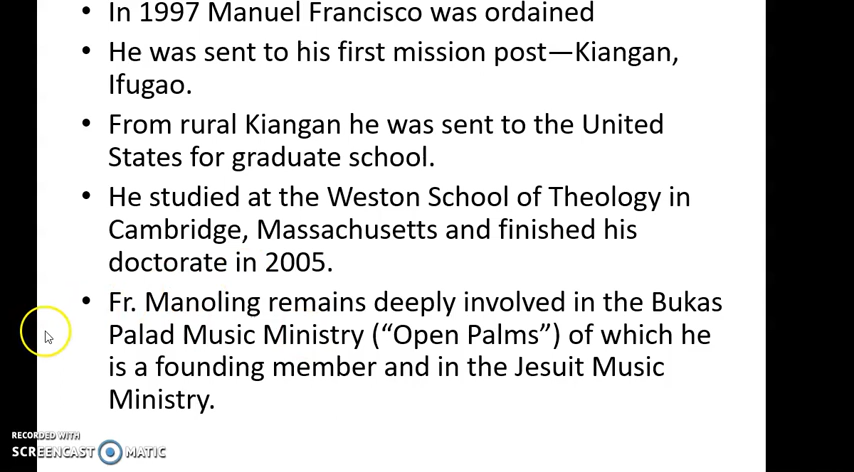 • In 1997 Manuel Francisco was ordained
• He was sent to his first mission post—Kiangan,
Ifugao.
• From rural Kiangan he was sent to the United
States for graduate school.
• He studied at the Weston School of Theology in
Cambridge, Massachusetts and finished his
doctorate in 2005.
• Fr. Manoling remains deeply involved in the Bukas
Palad Music Ministry (“Open Palms”) of which he
is a founding member and in the Jesuit Music
Ministry.
RECORDED WITH
SCREENCAST MATIC